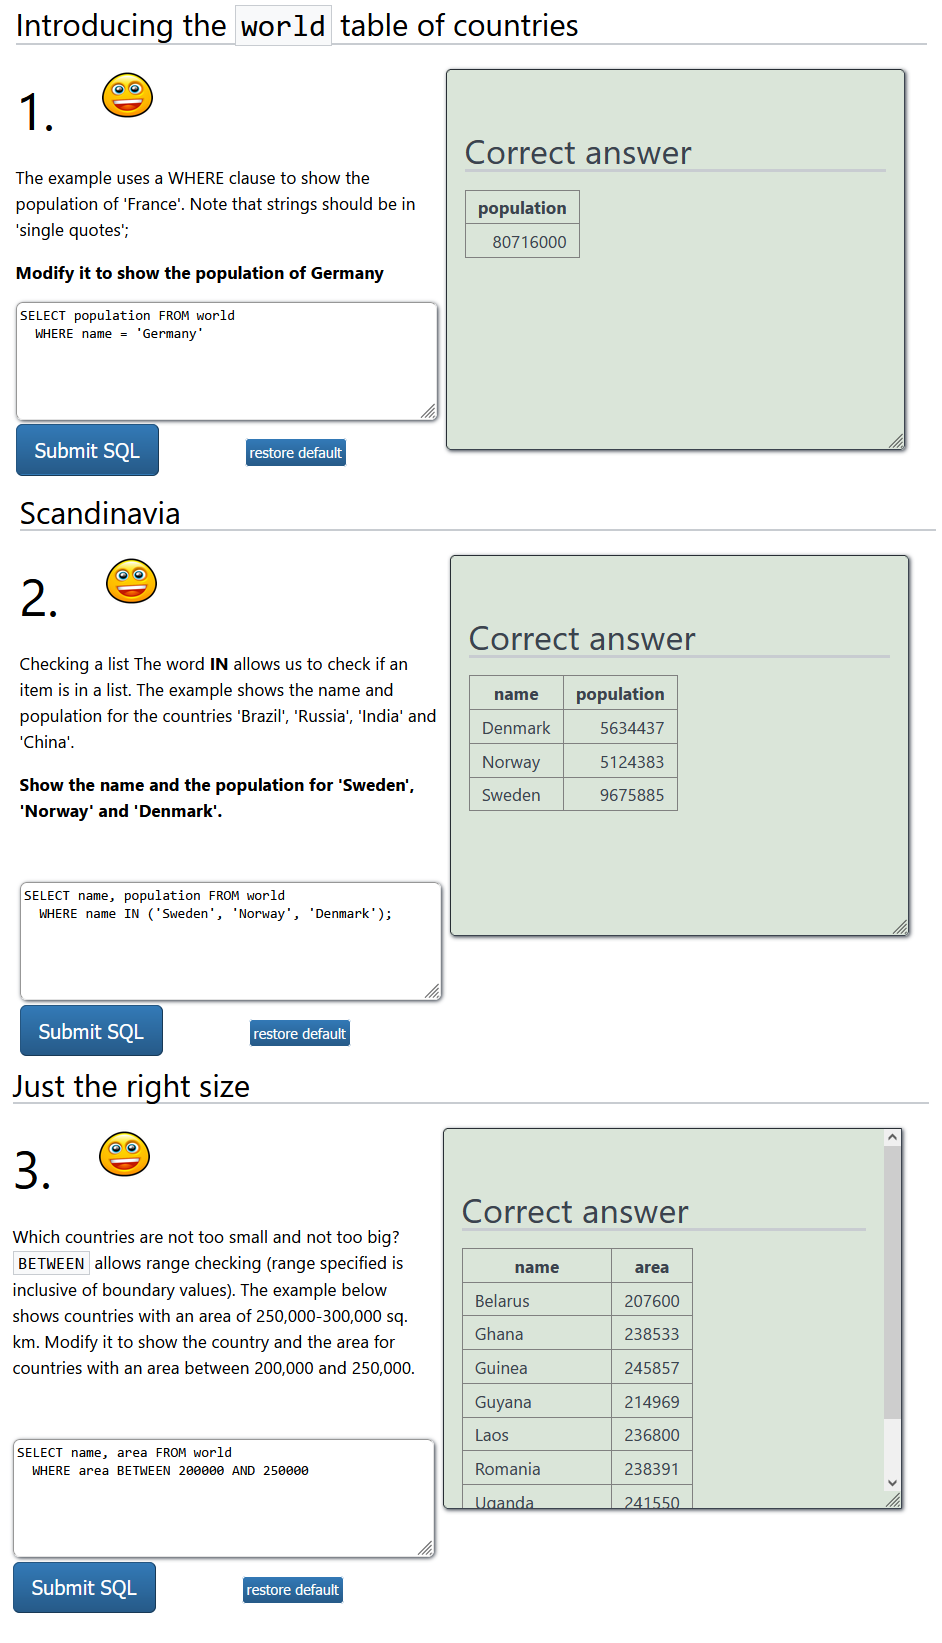 Introducing the world table of countries
1.
The example uses a WHERE clause to show the
population of 'France'. Note that strings should be in
'single quotes';
Modify it to show the population of Germany
SELECT population FROM world
WHERE name = 'Germany'
Submit SQL
restore default
Correct answer
population
80716000
Scandinavia
2.
Checking a list The word IN allows us to check if an
item is in a list. The example shows the name and
population for the countries 'Brazil', 'Russia', 'India' and
'China'.
Show the name and the population for 'Sweden',
'Norway' and 'Denmark'.
SELECT name, population FROM world
WHERE name IN ('Sweden', 'Norway', 'Denmark');
Submit SQL
restore default
Correct answer
name population
Denmark 5634437
Norway 5124383
Sweden 9675885
Just the right size
3.
Which countries are not too small and not too big?
BETWEEN allows range checking (range specified is
inclusive of boundary values). The example below
shows countries with an area of 250,000-300,000 sq.
km. Modify it to show the country and the area for
countries with an area between 200,000 and 250,000.
SELECT name, area FROM world
WHERE area BETWEEN 200000 AND 250000
Submit SQL
restore default
Correct answer
name area
Belarus 207600
Ghana 238533
Guinea 245857
Guyana 214969
Laos 236800
Romania 238391
Uganda 241550